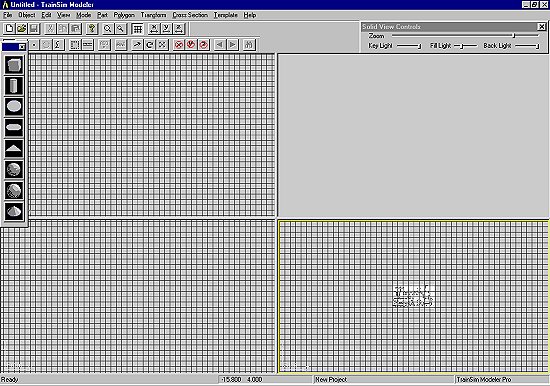 Untitled - TrainSim Modeler
File Object Edit View Mode Part Polygon Transform Cross Section Template Help
Solid View Controls
Zoom
Key Light Fill Light Back Light
Ready -15.800 4.000 New Project TrainSim Modeler Pro